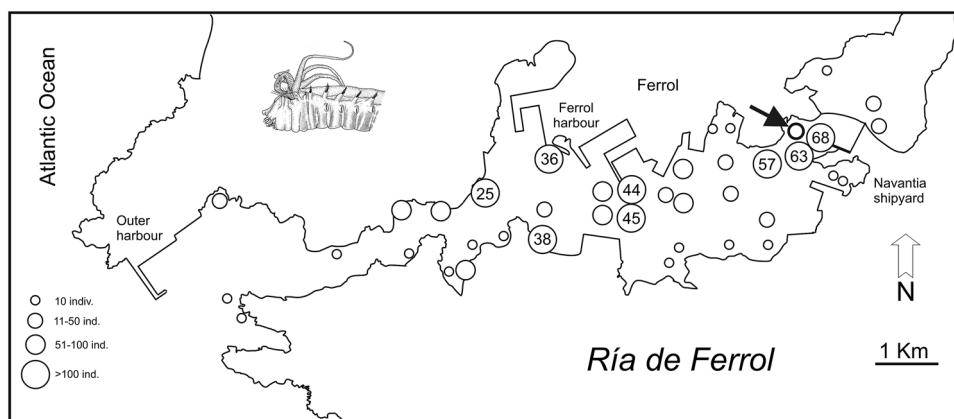 Atlantic Ocean
Outer
harbour
Ferrol
harbour
Ferrol
36
25
38
44
45
57
63
68
Navantia
shipyard
10 indiv.
11-50 ind.
51-100 ind.
>100 ind.
Ría de Ferrol
N
1 Km